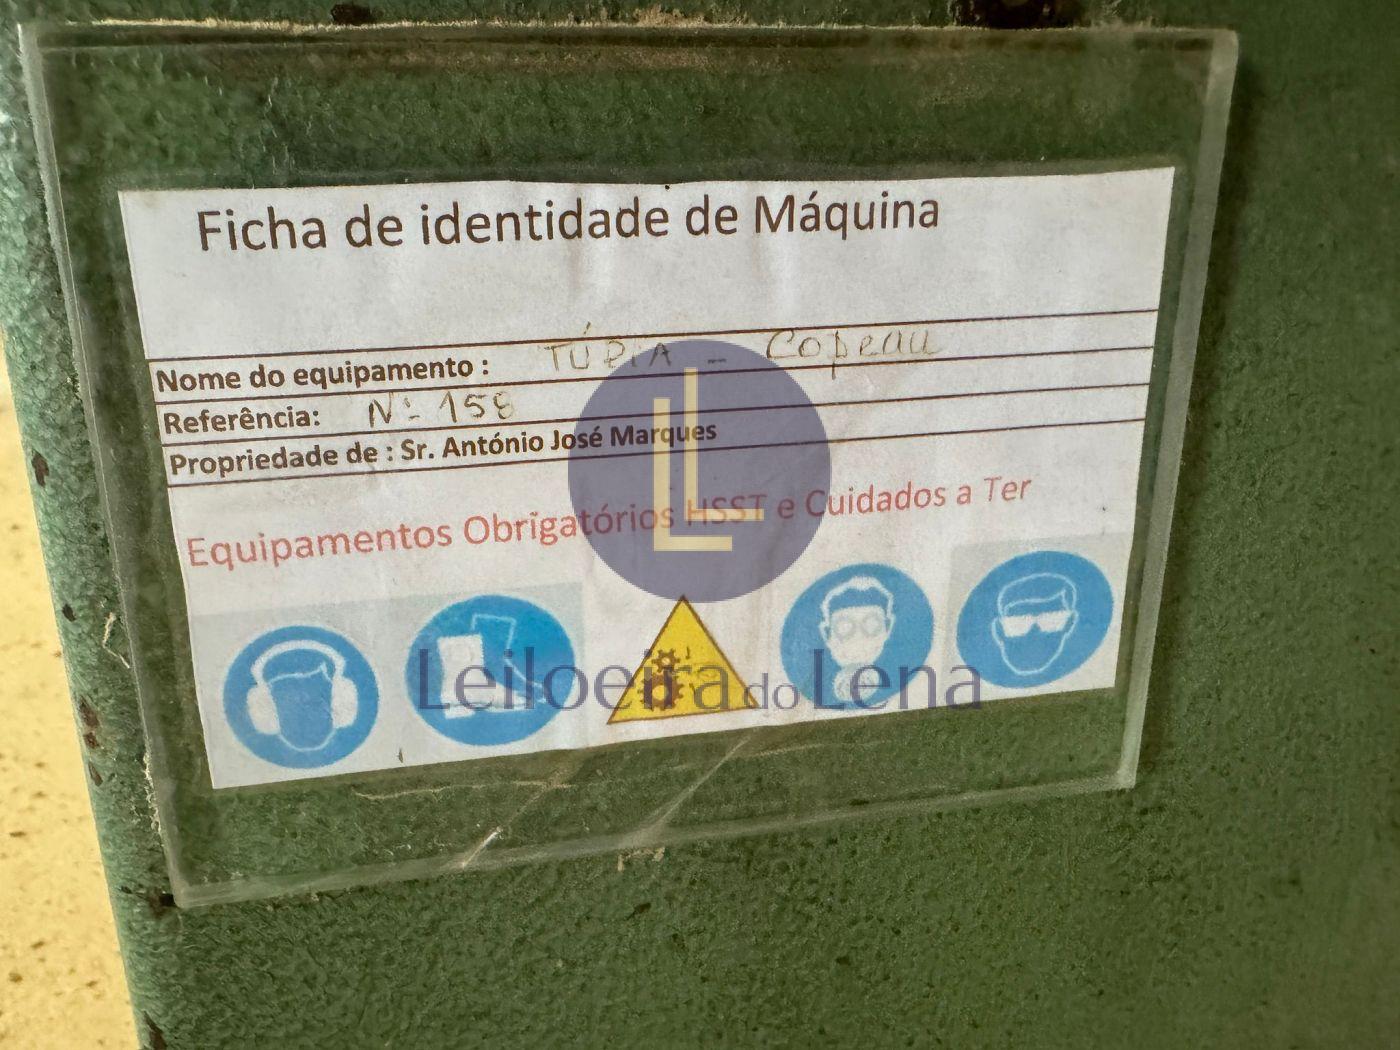 Ficha de identidade de Máquina
Nome do equipamento : TÚPIA - Copeau
Referência: Nº 158
Propriedade de : Sr. António José Marques
Equipamentos Obrigatórios HSST e Cuidados a Ter
LL
Leiloeira do Lena